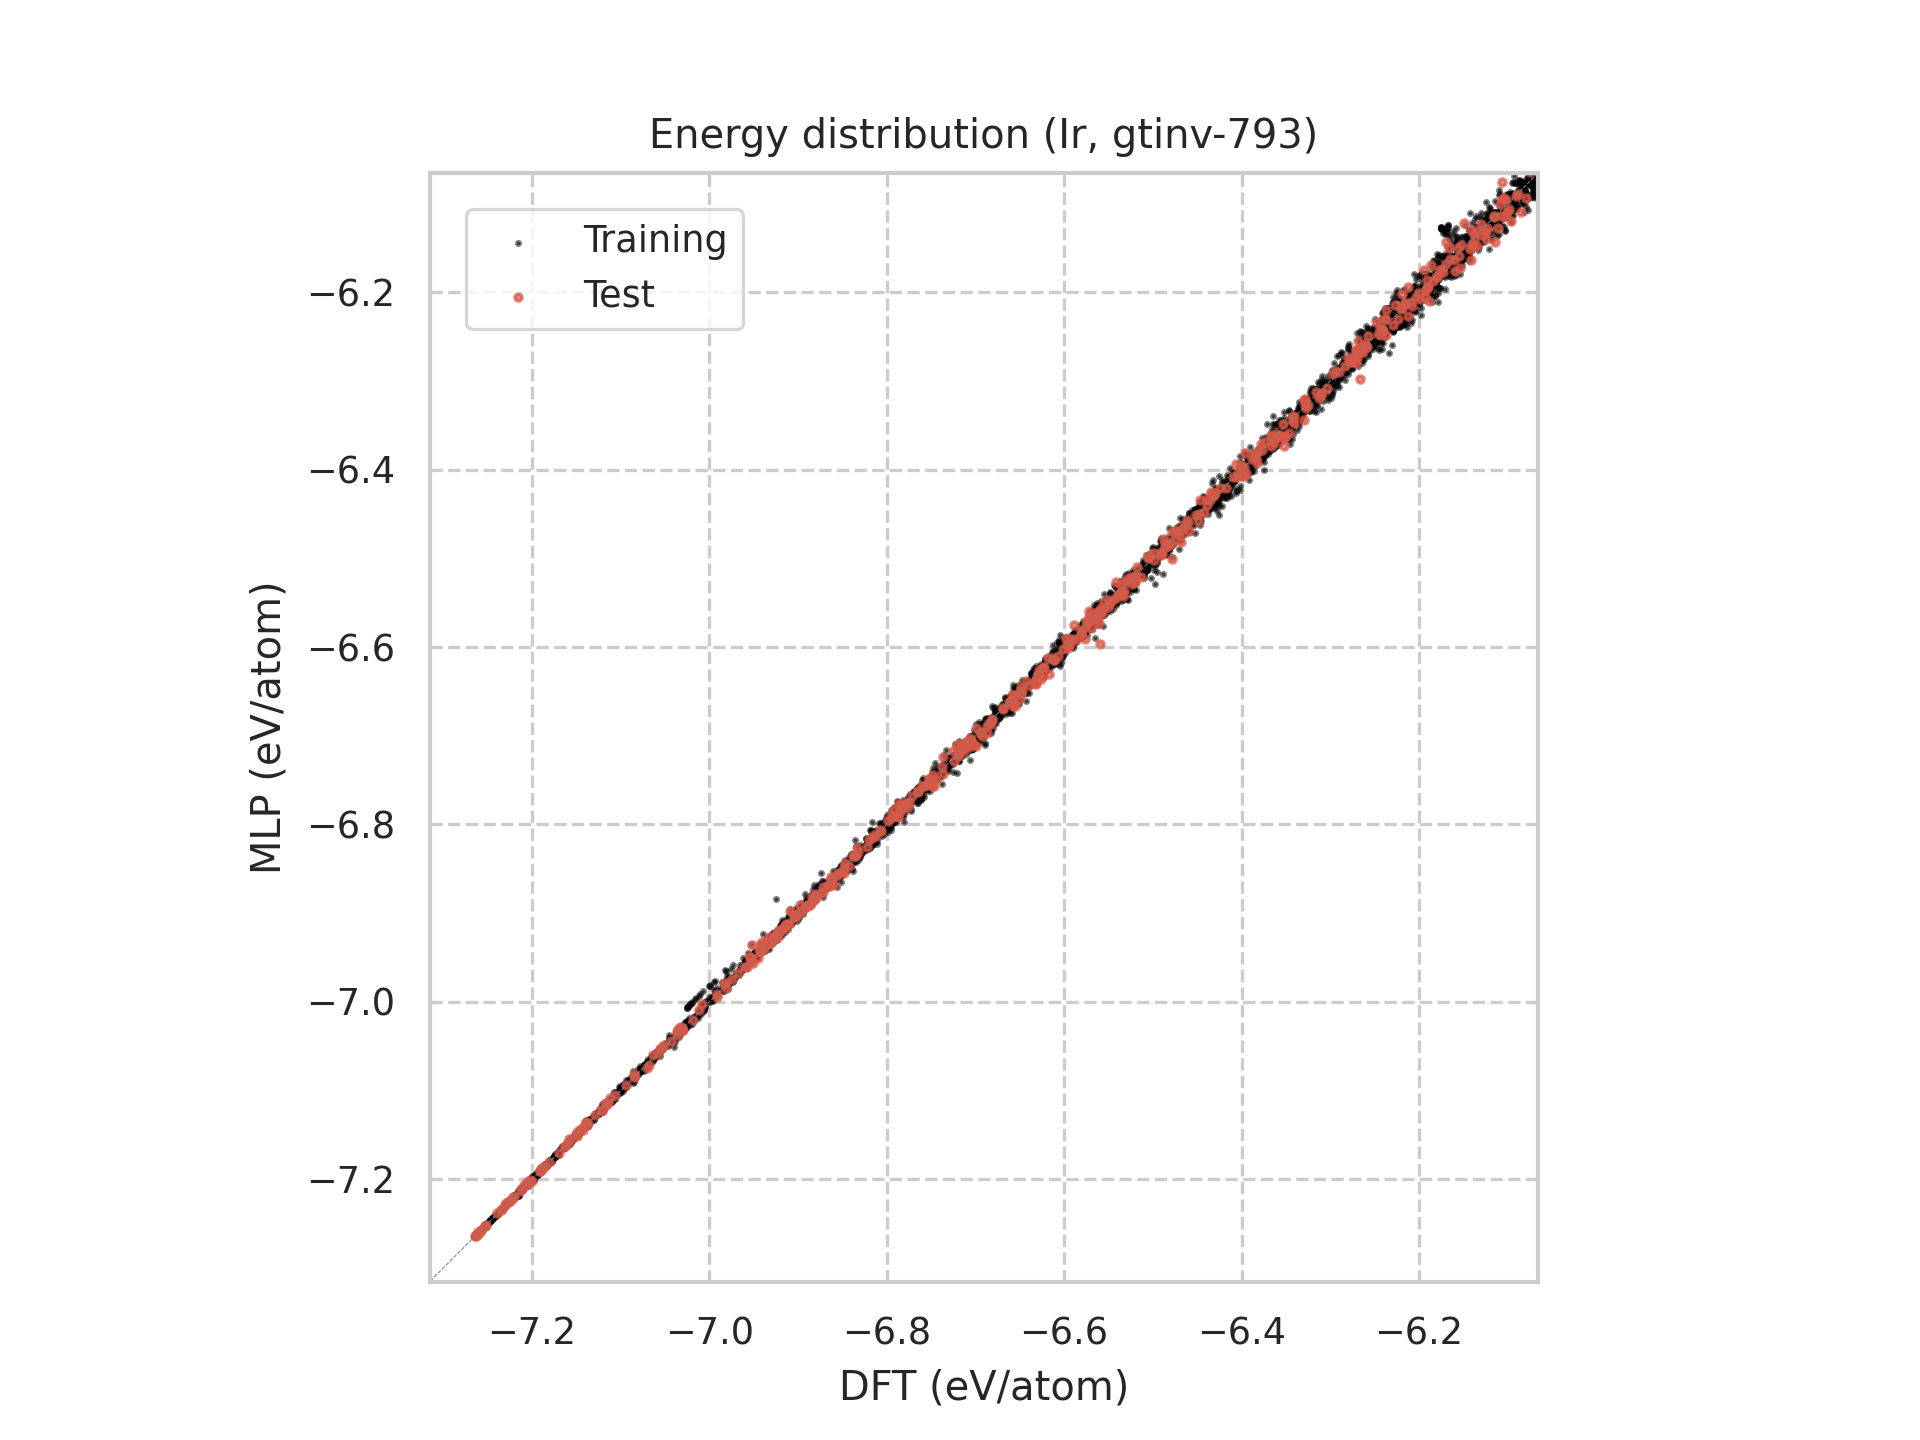 Energy distribution (Ir, gtinv-793)
Training
Test
−6.2
−6.4
−6.6
−6.8
−7.0
−7.2
MLP (eV/atom)
−7.2 −7.0 −6.8 −6.6 −6.4 −6.2
DFT (eV/atom)